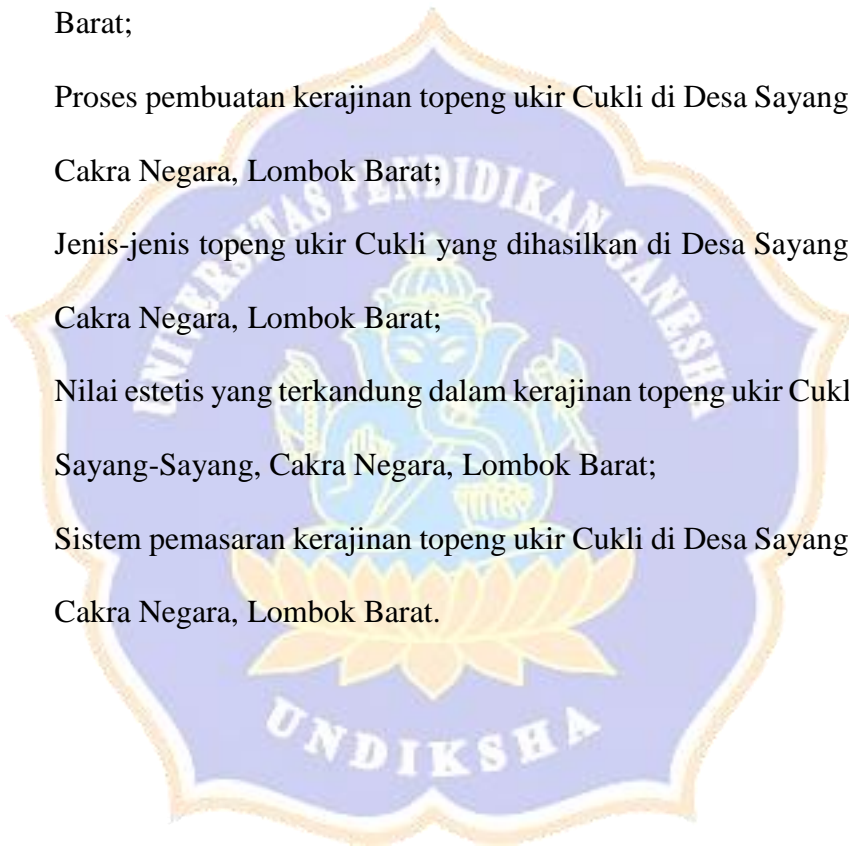 Barat;
Proses pembuatan kerajinan topeng ukir Cukli di Desa Sayang
Cakra Negara, Lombok Barat;
UNIVERSITAS PENDIDIKAN GANESHA
Jenis-jenis topeng ukir Cukli yang dihasilkan di Desa Sayang
Cakra Negara, Lombok Barat;
Nilai estetis yang terkandung dalam kerajinan topeng ukir Cukl
Sayang-Sayang, Cakra Negara, Lombok Barat;
Sistem pemasaran kerajinan topeng ukir Cukli di Desa Sayang
Cakra Negara, Lombok Barat.
UNDIKSHA